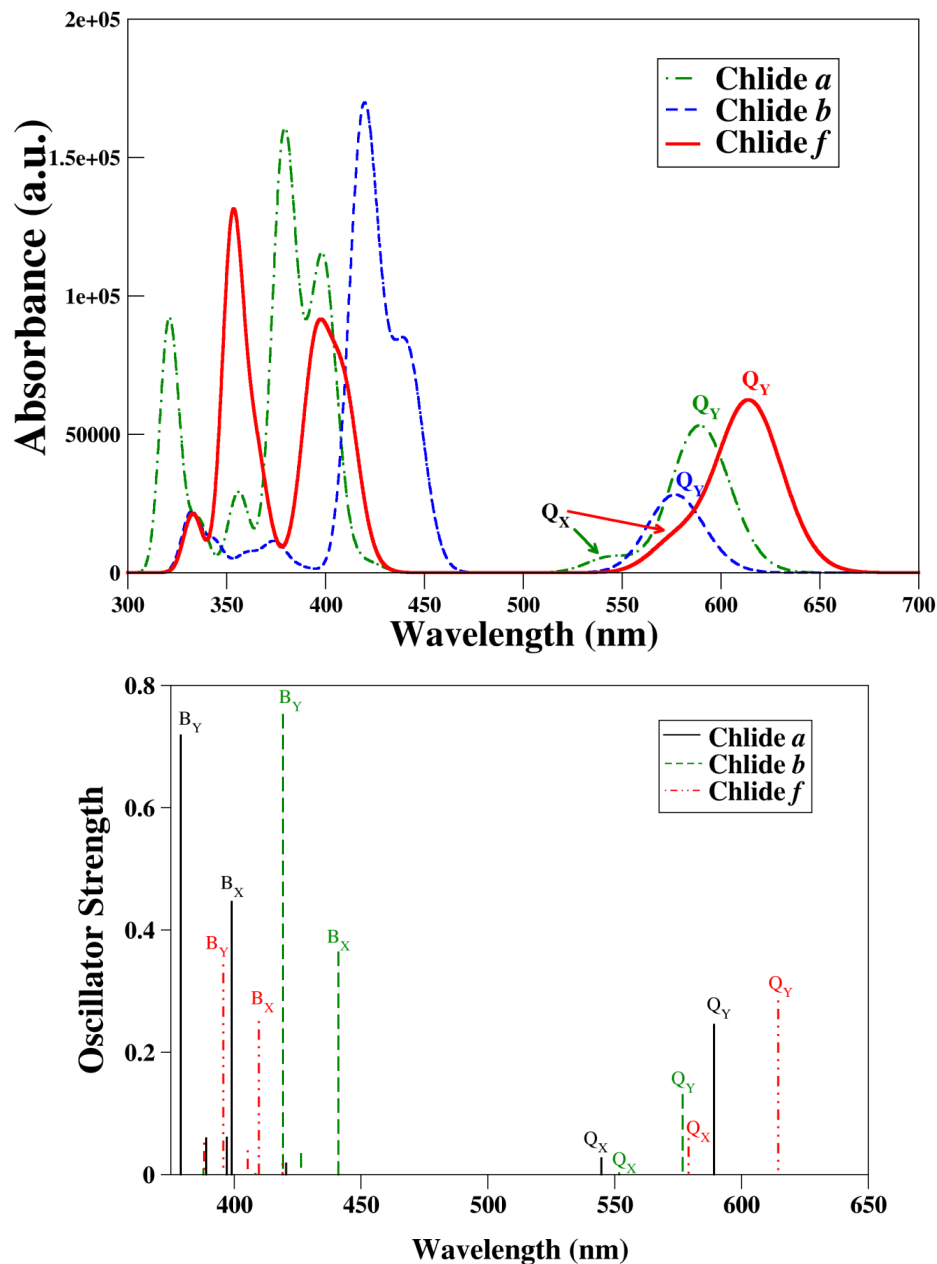 2e+05
1.5e+05
1e+05
50000
0
Absorbance (a.u.)
Chlide a
Chlide b
Chlide f
QY
QY
QY
QX
300 350 400 450 500 550 600 650 700
Wavelength (nm)
0.8
0.6
0.4
0.2
0
Oscillator Strength
BY
BY
Chlide a
Chlide b
Chlide f
BX
BY
BX
BX
QY
QY
QY
QX
QX
QX
400 450 500 550 600 650
Wavelength (nm)